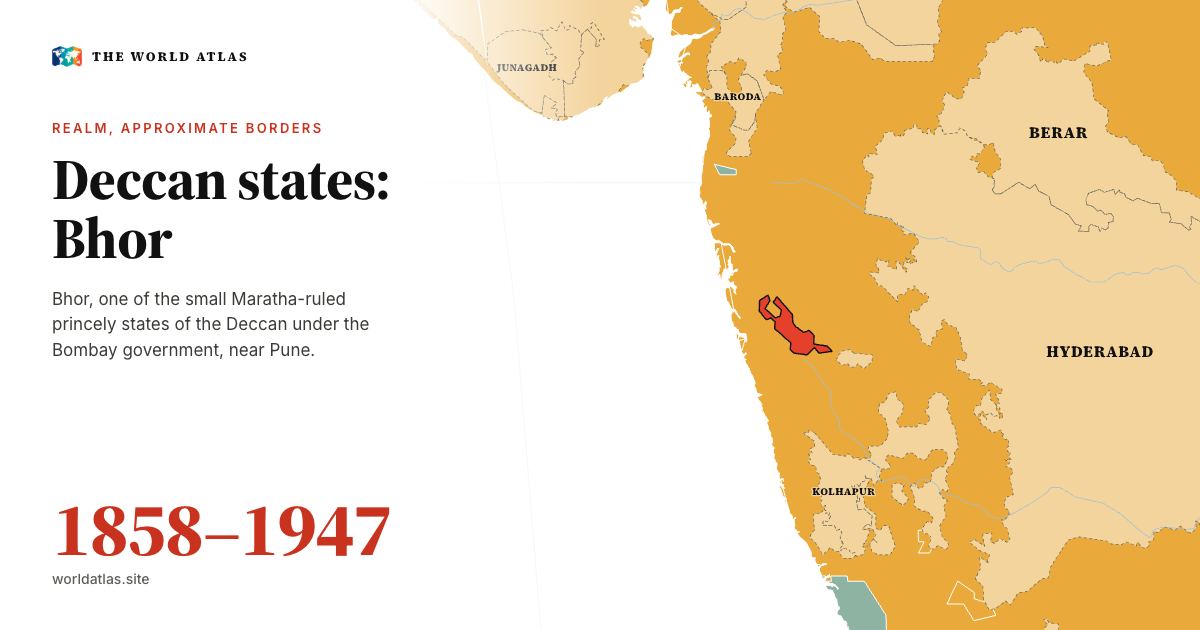 THE WORLD ATLAS
REALM, APPROXIMATE BORDERS
Deccan states:
Bhor
Bhor, one of the small Maratha-ruled
princely states of the Deccan under the
Bombay government, near Pune.
1858–1947
worldatlas.site
JUNAGADH
BARODA
BERAR
HYDERABAD
KOLHAPUR